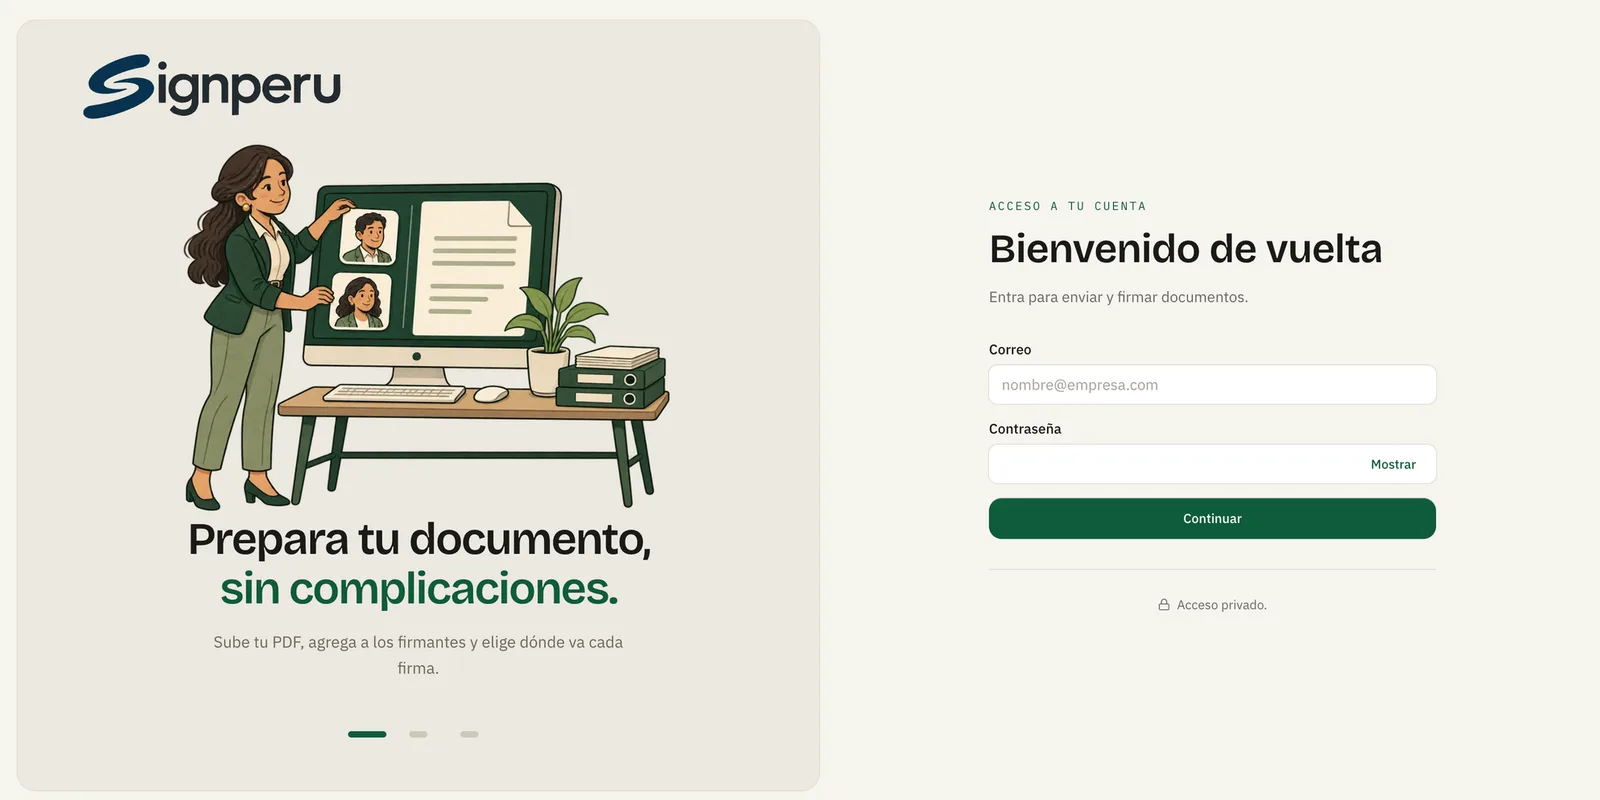 Signperu
Prepara tu documento,
sin complicaciones.
Sube tu PDF, agrega a los firmantes y elige dónde va cada
firma.
ACCESO A TU CUENTA
Bienvenido de vuelta
Entra para enviar y firmar documentos.
Correo
nombre@empresa.com
Contraseña
Mostrar
Continuar
Acceso privado.